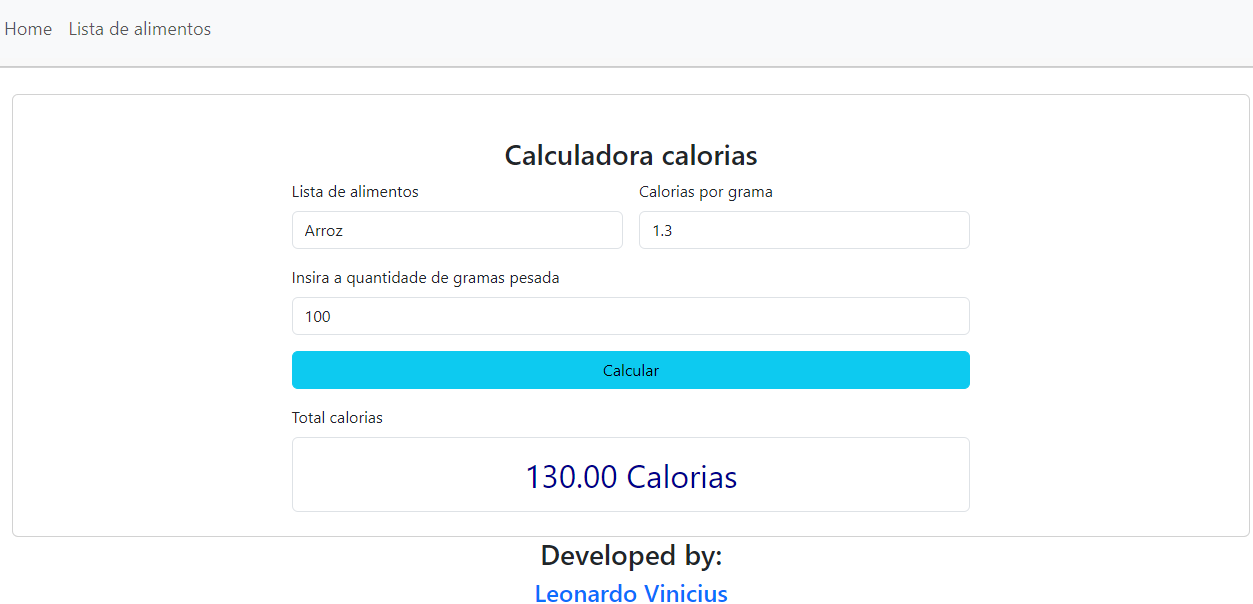 Home Lista de alimentos
Calculadora calorias
Lista de alimentos Calorias por grama
Arroz 1.3
Insira a quantidade de gramas pesada
100
Calcular
Total calorias
130.00 Calorias
Developed by:
Leonardo Vinicius